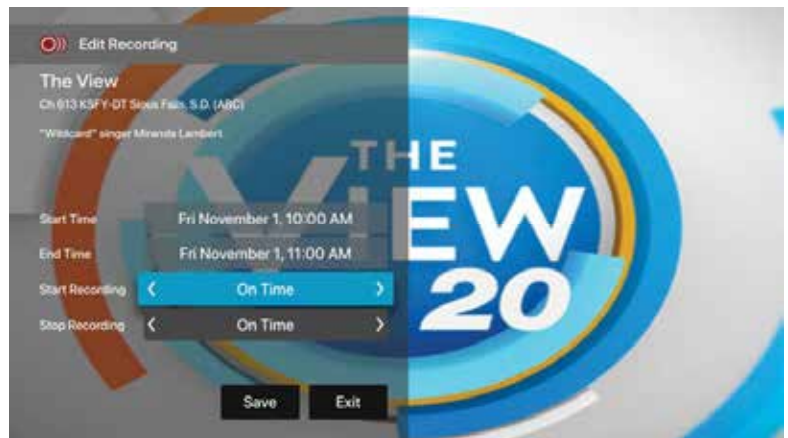 Edit Recording
The View
Ch 613 KSFY-DT Sioux Falls, S.D. (ABC)
"Wildcard" singer Miranda Lambert.
Start Time Fri November 1, 10:00 AM
End Time Fri November 1, 11:00 AM
Start Recording < On Time >
Stop Recording < On Time >
Save Exit
THE
VIEW
20